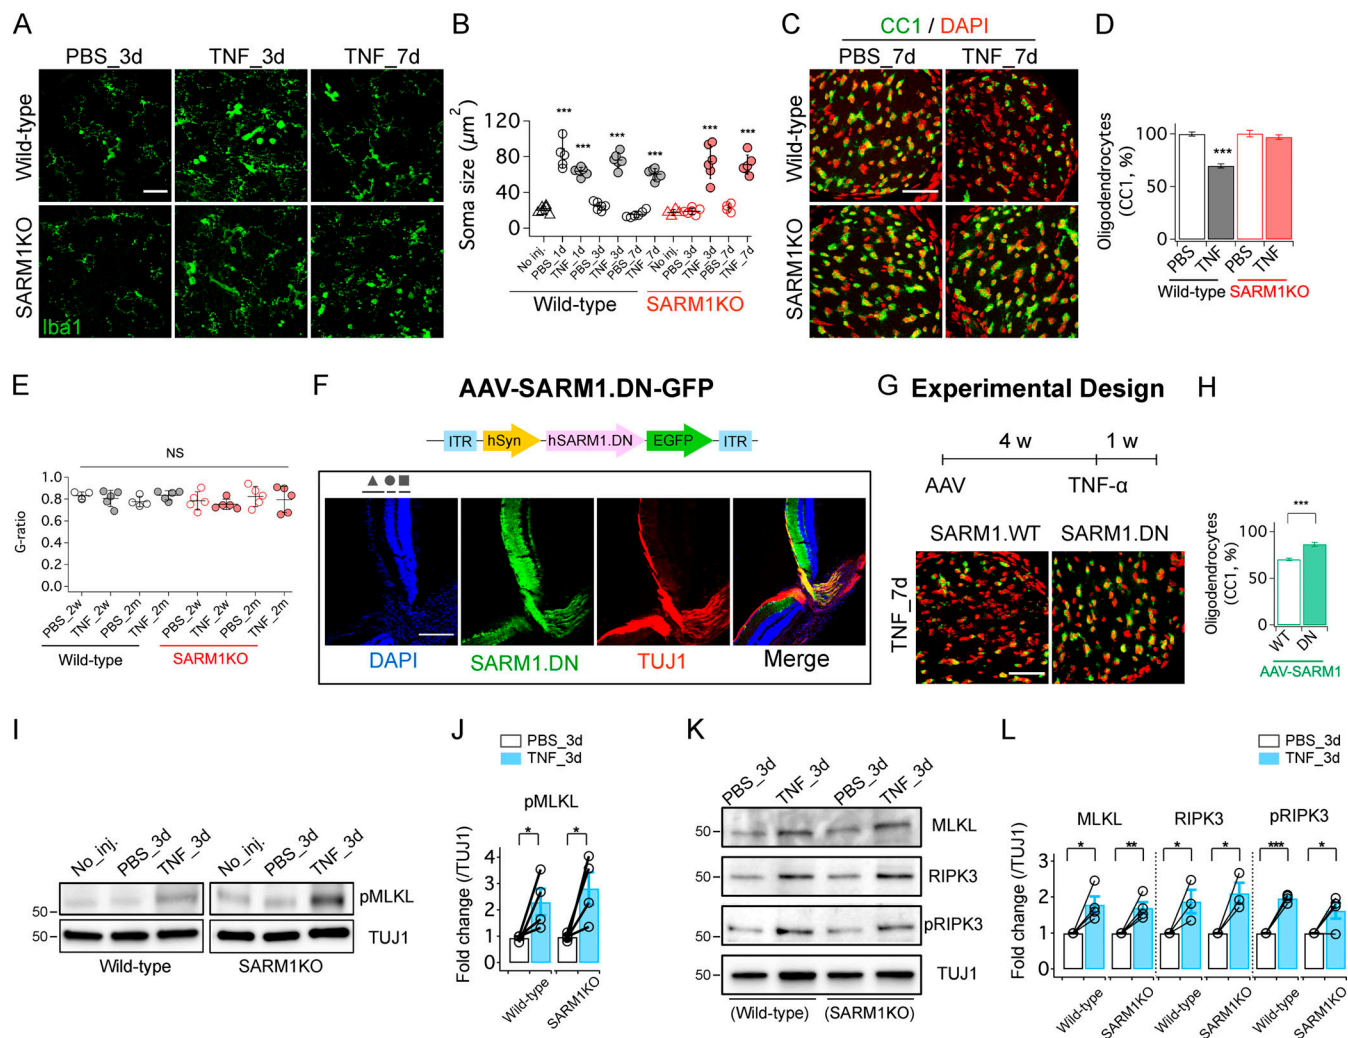 A
PBS_3d
TNF_3d
TNF_7d
Wild-type
SARM1KO
Iba1
B
Soma size (µm²)
120
80
40
0
***
***
***
***
***
***
No inj.
PBS_1d
TNF_1d
PBS_3d
TNF_3d
PBS_7d
TNF_7d
No inj.
PBS_3d
TNF_3d
PBS_7d
TNF_7d
Wild-type
SARM1KO
C
CC1 / DAPI
PBS_7d
TNF_7d
Wild-type
SARM1KO
D
Oligodendrocytes
(CC1, %)
100
50
0
***
PBS
TNF
PBS
TNF
Wild-type
SARM1KO
E
NS
G-ratio
1.0
0.8
0.6
0.4
0.2
0.0
PBS_2w
TNF_2w
PBS_2m
TNF_2m
PBS_2w
TNF_2w
PBS_2m
TNF_2m
Wild-type
SARM1KO
F
AAV-SARM1.DN-GFP
ITR
hSyn
hSARM1.DN
EGFP
ITR
DAPI
SARM1.DN
TUJ1
Merge
G
Experimental Design
4 w
1 w
AAV
TNF-α
SARM1.WT
SARM1.DN
TNF_7d
H
***
Oligodendrocytes
(CC1, %)
100
50
0
WT
DN
AAV-SARM1
I
No_inj.
PBS_3d
TNF_3d
No_inj.
PBS_3d
TNF_3d
50
pMLKL
50
TUJ1
Wild-type
SARM1KO
J
PBS_3d
TNF_3d
pMLKL
*
*
Fold change (/TUJ1)
4
3
2
1
0
Wild-type
SARM1KO
K
PBS_3d
TNF_3d
PBS_3d
TNF_3d
50
MLKL
50
RIPK3
50
pRIPK3
50
TUJ1
(Wild-type)
(SARM1KO)
L
PBS_3d
TNF_3d
MLKL
RIPK3
pRIPK3
*
**
*
*
***
*
Fold change (/TUJ1)
3
2
1
0
Wild-type
SARM1KO
Wild-type
SARM1KO
Wild-type
SARM1KO